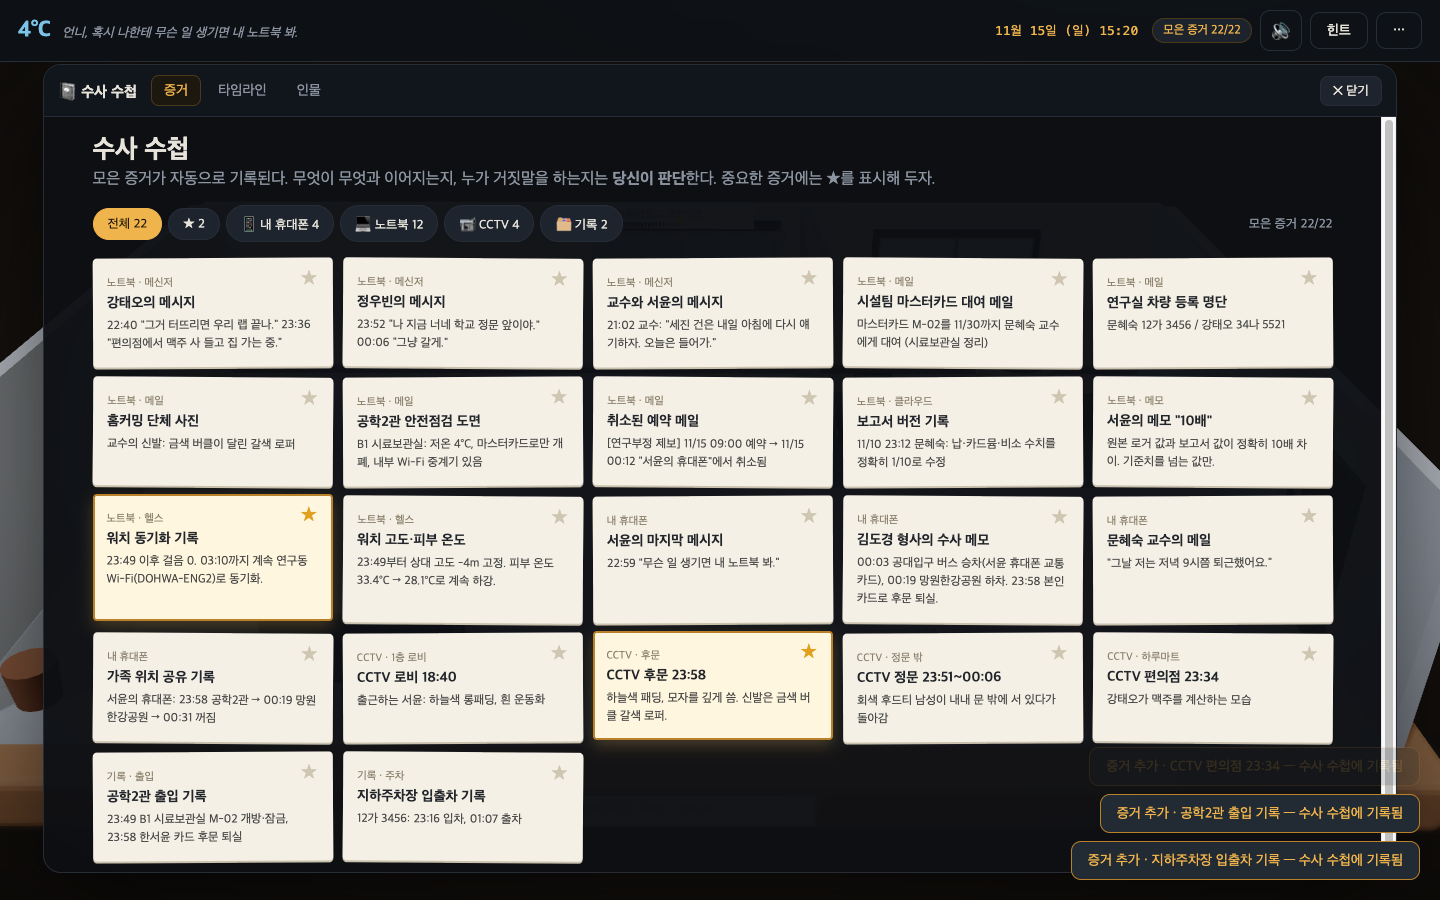 4℃ 언니, 혹시 나한테 무슨 일 생기면 내 노트북 봐.
11월 15일 (일) 15:20 모은 증거 22/22 힌트 ···
수사 수첩 증거 타임라인 인물 ✕ 닫기
수사 수첩
모은 증거가 자동으로 기록된다. 무엇이 무엇과 이어지는지, 누가 거짓말을 하는지는 당신이 판단한다. 중요한 증거에는 ★를 표시해 두자.
전체 22 ★ 2 내 휴대폰 4 노트북 12 CCTV 4 기록 2 모은 증거 22/22
노트북 · 메신저
강태오의 메시지
22:40 "그거 터뜨리면 우리 랩 끝나." 23:36
"편의점에서 맥주 사 들고 집 가는 중."
노트북 · 메신저
정우빈의 메시지
23:52 "나 지금 너네 학교 정문 앞이야."
00:06 "그냥 갈게."
노트북 · 메신저
교수와 서윤의 메시지
21:02 교수: "세진 건은 내일 아침에 다시 얘
기하자. 오늘은 들어가."
노트북 · 메일
시설팀 마스터카드 대여 메일
마스터카드 M-02를 11/30까지 문혜숙 교수
에게 대여 (시료보관실 정리)
노트북 · 메일
연구실 차량 등록 명단
문혜숙 12가 3456 / 강태오 34나 5521
노트북 · 메일
홈커밍 단체 사진
교수의 신발: 금색 버클이 달린 갈색 로퍼
노트북 · 메일
공학2관 안전점검 도면
B1 시료보관실: 저온 4℃, 마스터카드로만 개
폐, 내부 Wi-Fi 중계기 있음
노트북 · 메일
취소된 예약 메일
[연구부정 제보] 11/15 09:00 예약 → 11/15
00:12 "서윤의 휴대폰"에서 취소됨
노트북 · 클라우드
보고서 버전 기록
11/10 23:12 문혜숙: 납·카드뮴·비소 수치를
정확히 1/10로 수정
노트북 · 메모
서윤의 메모 "10배"
원본 로거 값과 보고서 값이 정확히 10배 차
이. 기준치를 넘는 값만.
노트북 · 헬스
워치 동기화 기록
23:49 이후 걸음 0. 03:10까지 계속 연구동
Wi-Fi(DOHWA-ENG2)로 동기화.
노트북 · 헬스
워치 고도·피부 온도
23:49부터 상대 고도 -4m 고정. 피부 온도
33.4℃ → 28.1℃로 계속 하강.
내 휴대폰
서윤의 마지막 메시지
22:59 "무슨 일 생기면 내 노트북 봐."
내 휴대폰
김도경 형사의 수사 메모
00:03 공대입구 버스 승차(서윤 휴대폰 교통
카드), 00:19 망원한강공원 하차. 23:58 본인
카드로 후문 퇴실.
내 휴대폰
문혜숙 교수의 메일
"그날 저는 저녁 9시쯤 퇴근했어요."
내 휴대폰
가족 위치 공유 기록
서윤의 휴대폰: 23:58 공학2관 → 00:19 망원
한강공원 → 00:31 꺼짐
CCTV · 1층 로비
CCTV 로비 18:40
출근하는 서윤: 하늘색 롱패딩, 흰 운동화
CCTV · 후문
CCTV 후문 23:58
하늘색 패딩, 모자를 깊게 씀. 신발은 금색 버
클 갈색 로퍼.
CCTV · 정문 밖
CCTV 정문 23:51~00:06
회색 후드티 남성이 내내 문 밖에 서 있다가
돌아감
CCTV · 하루마트
CCTV 편의점 23:34
강태오가 맥주를 계산하는 모습
기록 · 출입
공학2관 출입 기록
23:49 B1 시료보관실 M-02 개방·잠금,
23:58 한서윤 카드 후문 퇴실
기록 · 주차
지하주차장 입출차 기록
12가 3456: 23:16 입차, 01:07 출차
증거 추가 · CCTV 편의점 23:34 — 수사 수첩에 기록됨
증거 추가 · 공학2관 출입 기록 — 수사 수첩에 기록됨
증거 추가 · 지하주차장 입출차 기록 — 수사 수첩에 기록됨